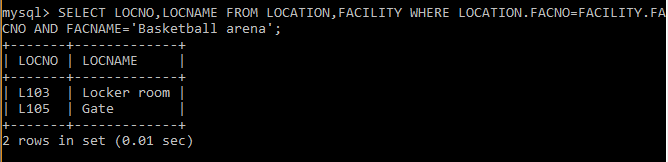 mysql> SELECT LOCNO,LOCNAME FROM LOCATION,FACILITY WHERE LOCATION.FACNO=FACILITY.FA
CNO AND FACNAME='Basketball arena';
+-------+-------------+
| LOCNO | LOCNAME     |
+-------+-------------+
| L103  | Locker room |
| L105  | Gate        |
+-------+-------------+
2 rows in set (0.01 sec)